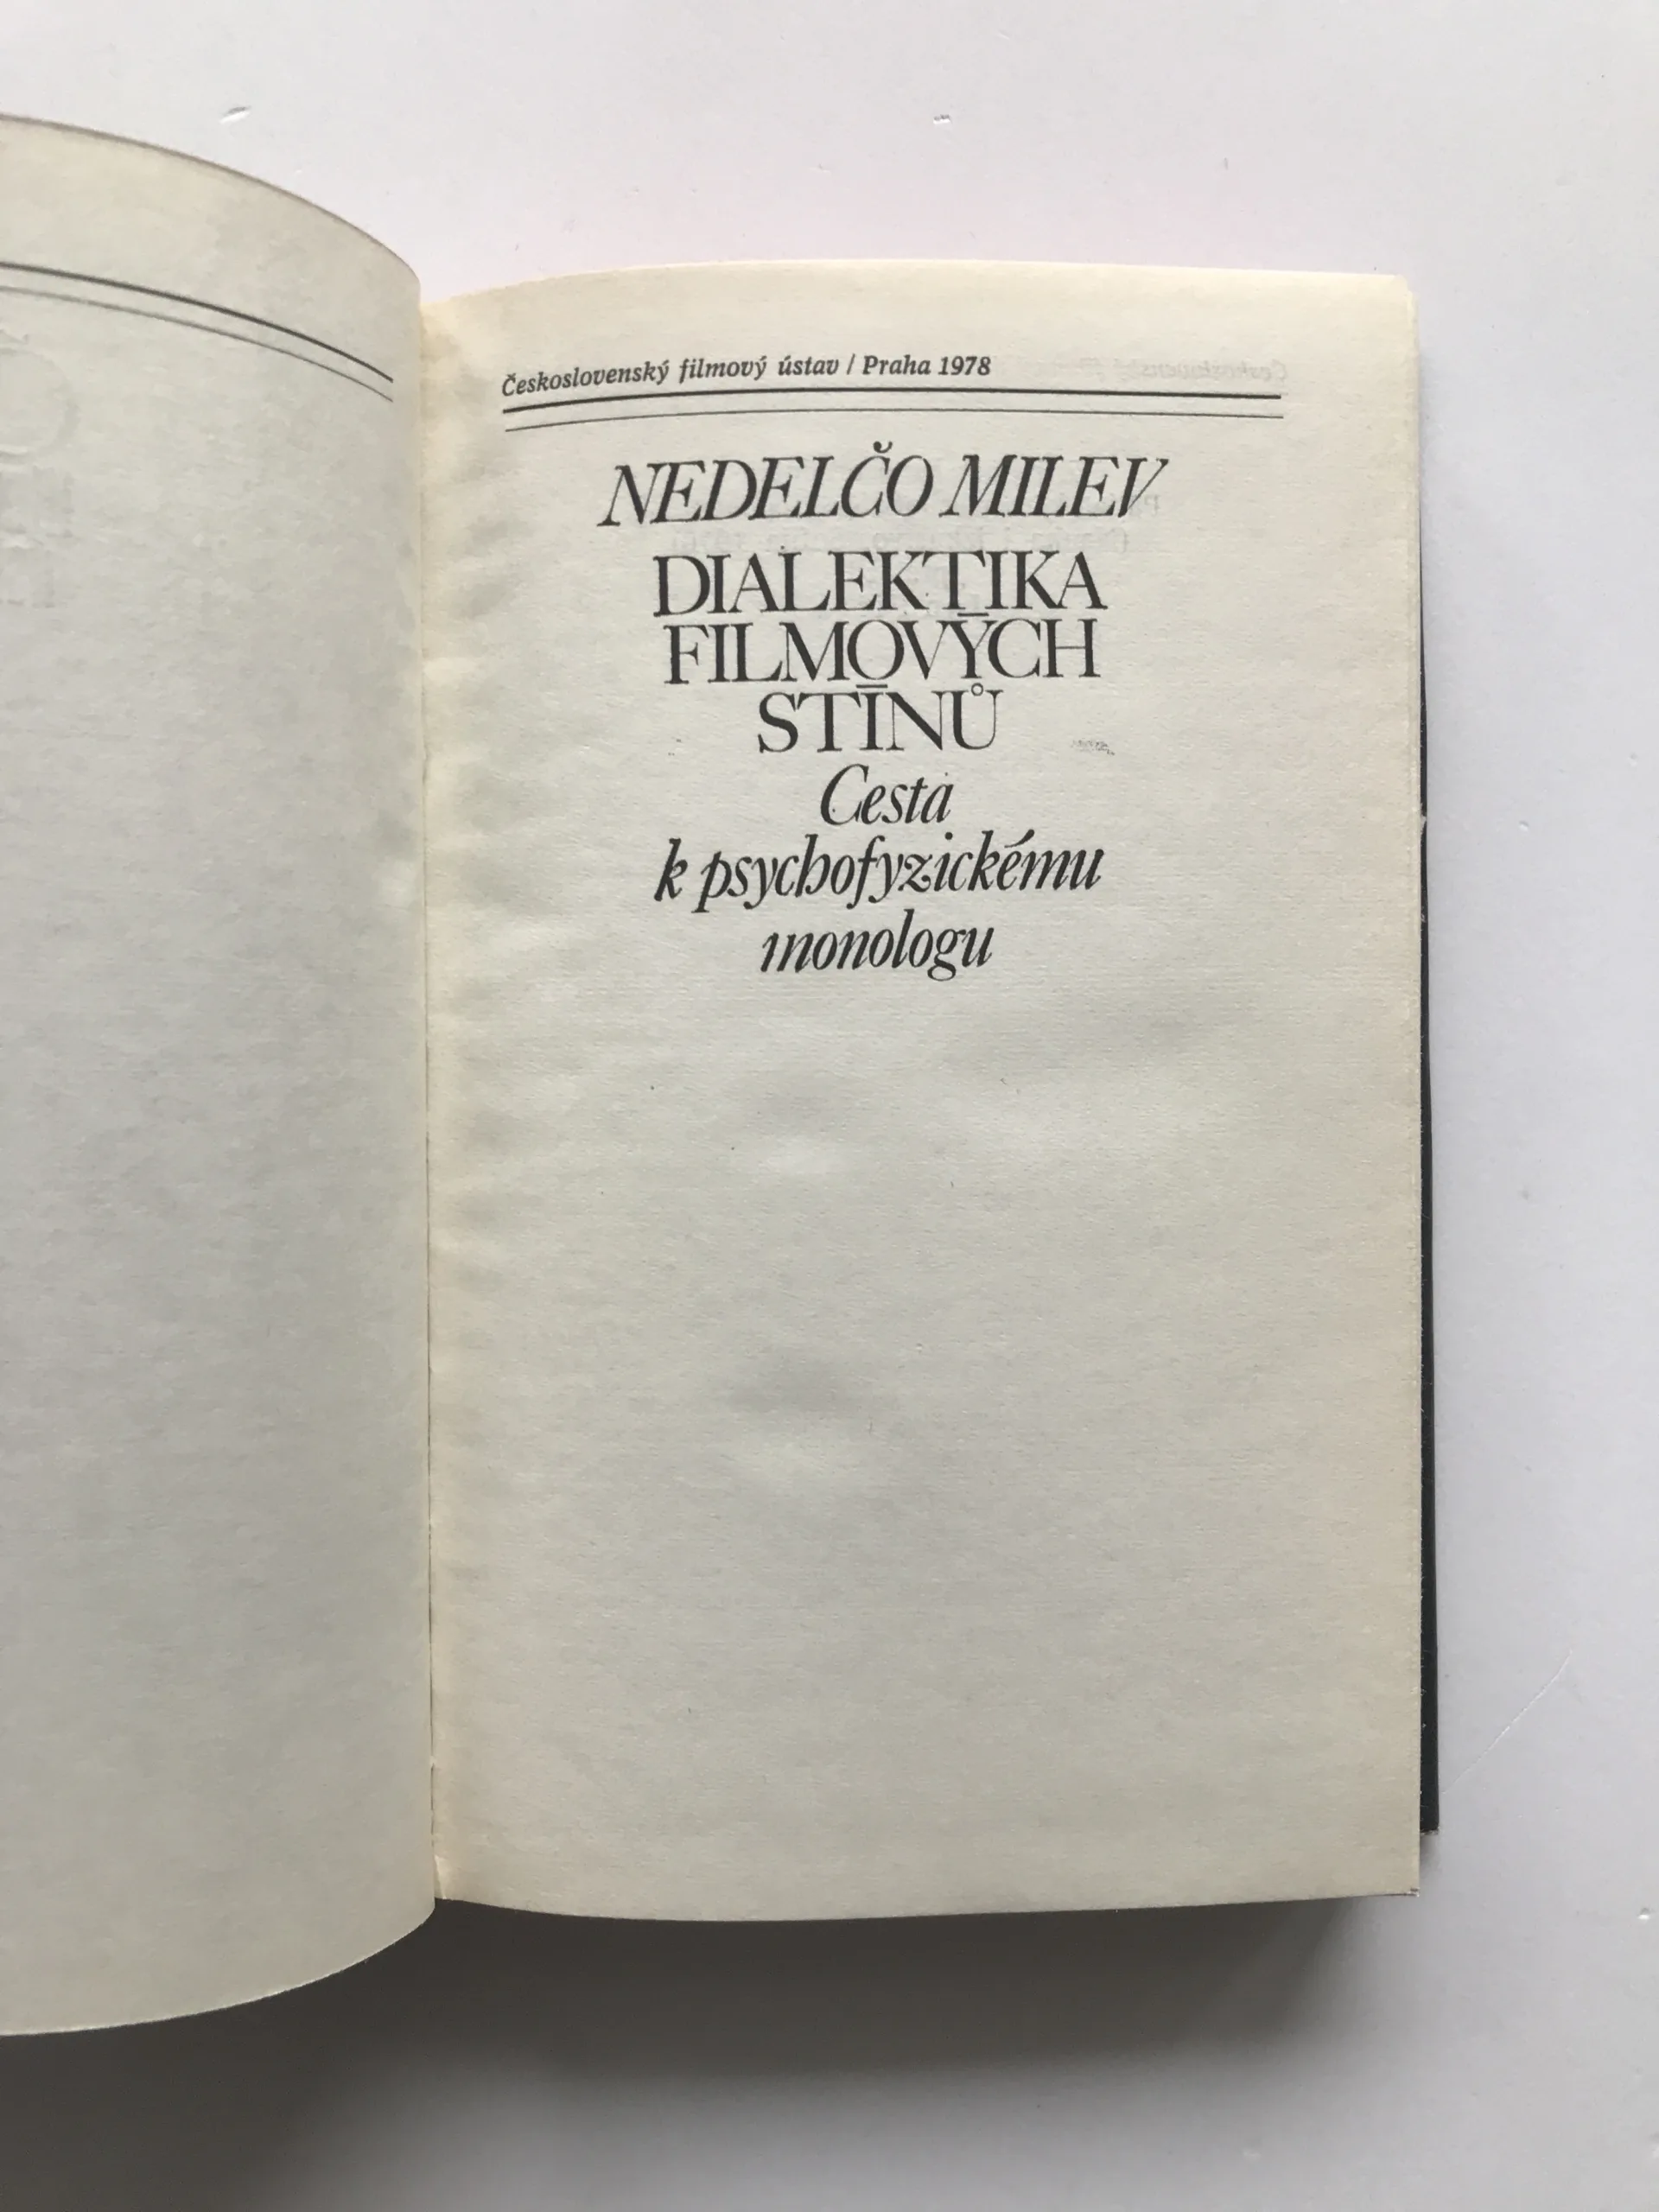 Československý filmový ústav / Praha 1978
NEDELČO MILEV
DIALEKTIKA
FILMOVÝCH
STÍNŮ
Cesta
k psychofyzickému
monologu